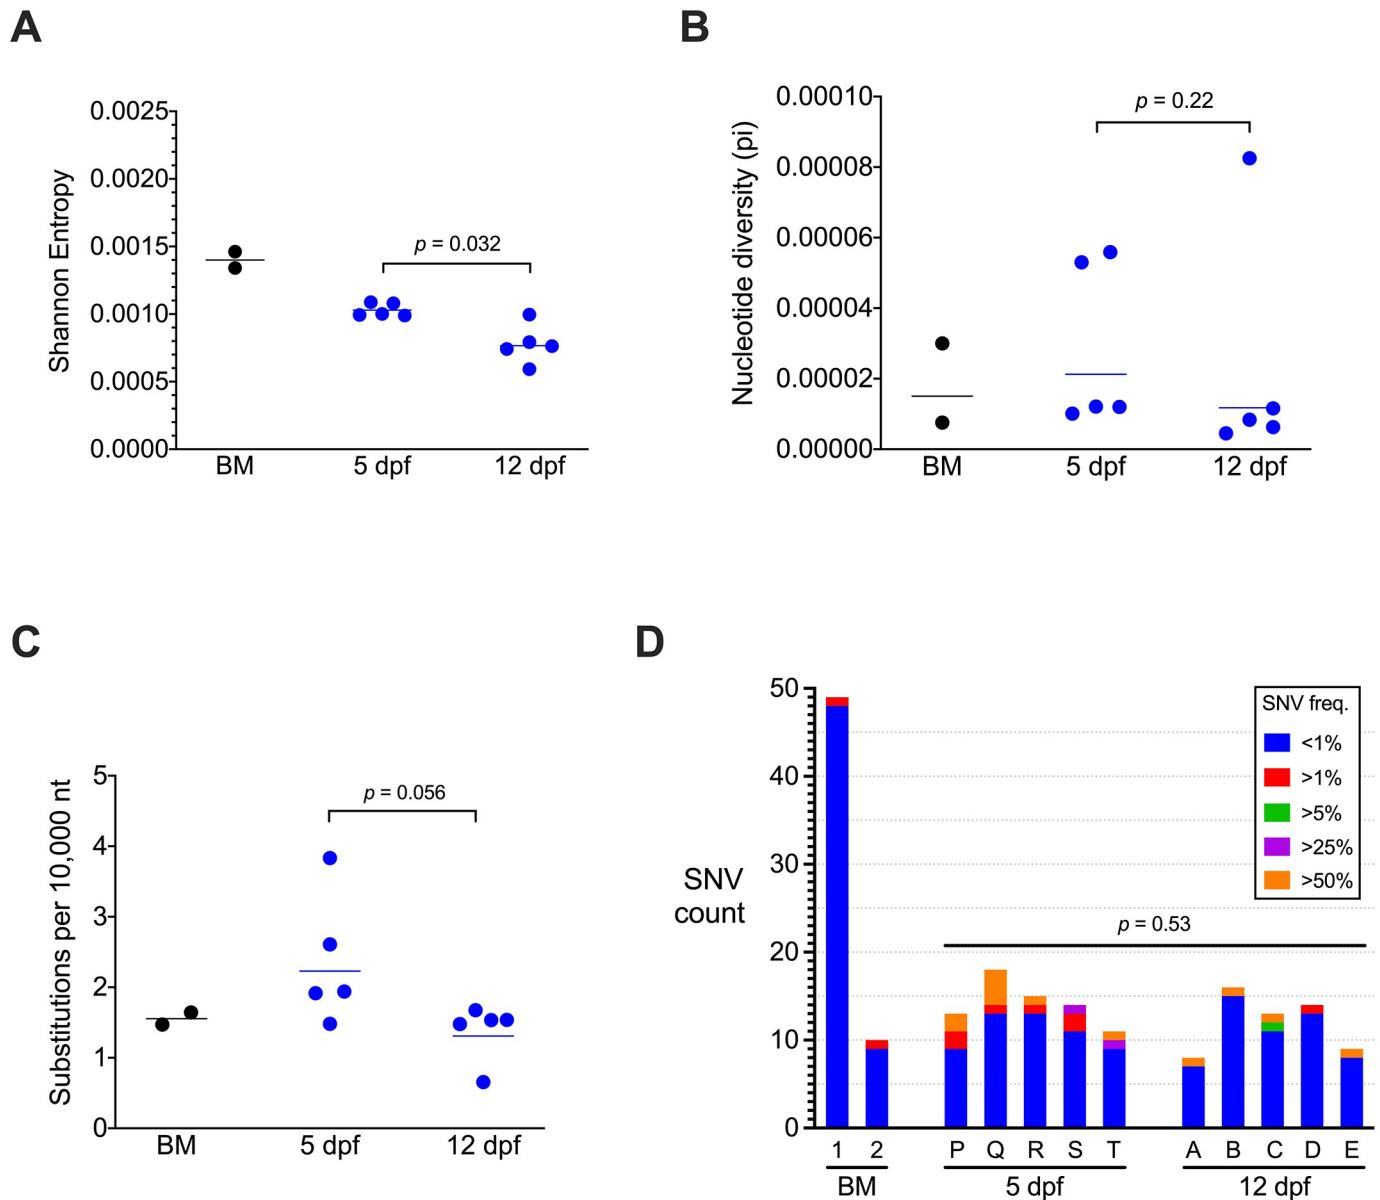 A
Shannon Entropy
0.0025
0.0020
0.0015
0.0010
0.0005
0.0000
p = 0.032
BM 5 dpf 12 dpf
B
Nucleotide diversity (pi)
0.00010
0.00008
0.00006
0.00004
0.00002
0.00000
p = 0.22
BM 5 dpf 12 dpf
C
Substitutions per 10,000 nt
5
4
3
2
1
0
p = 0.056
BM 5 dpf 12 dpf
D
SNV
count
50
40
30
20
10
0
SNV freq.
<1%
>1%
>5%
>25%
>50%
p = 0.53
1 2 P Q R S T A B C D E
BM 5 dpf 12 dpf